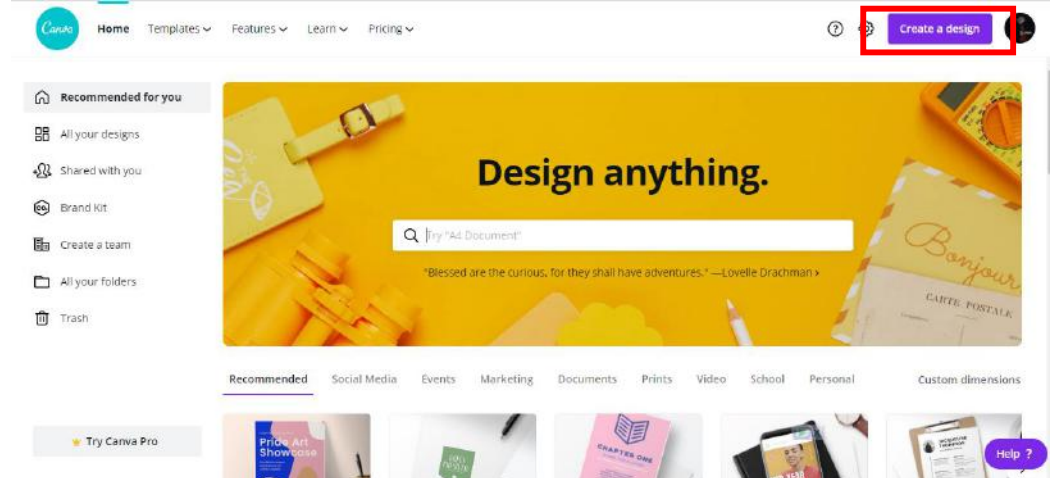 Canva
Home Templates Features Learn Pricing
Create a design
Recommended for you
All your designs
Shared with you
Brand Kit
Create a team
All your folders
Trash
Try Canva Pro
Design anything.
Try "A4 Document"
"Blessed are the curious, for they shall have adventures." —Lovelle Drachman ›
Bonjour
CARTE POSTALE
Recommended Social Media Events Marketing Documents Prints Video School Personal Custom dimensions
Pride Art
Showcase
CHAPTER ONE
Help ?